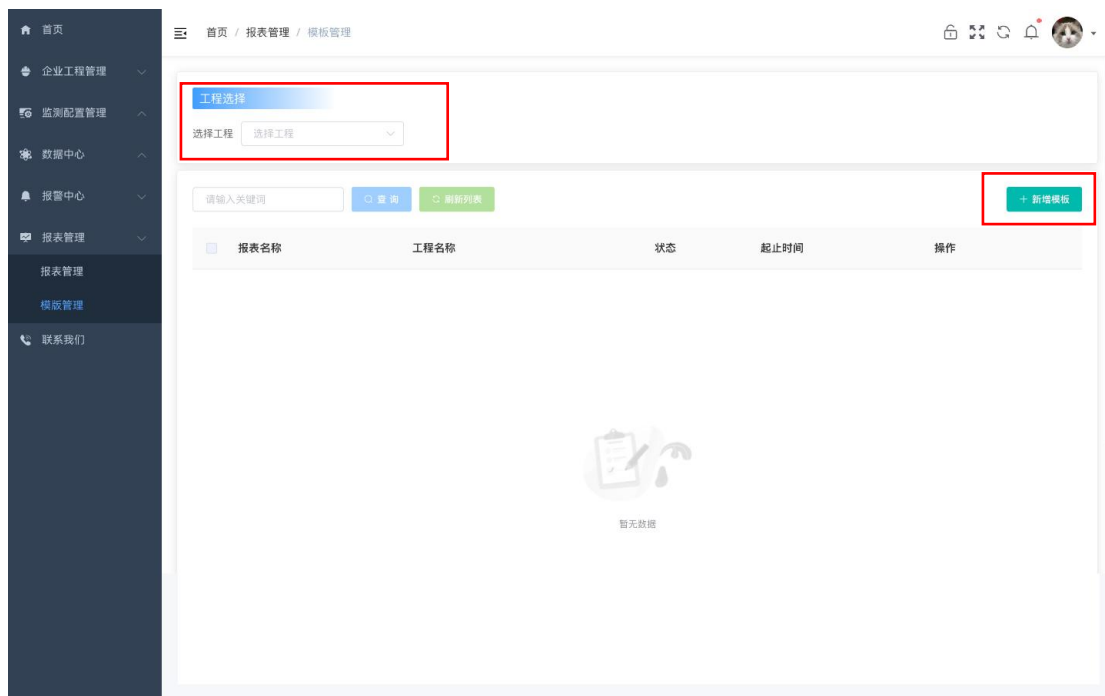 首页
企业工程管理
监测配置管理
数据中心
报警中心
报表管理
报表管理
模版管理
联系我们
首页 / 报表管理 / 模板管理
工程选择
选择工程 选择工程
请输入关键词 查 询 刷新列表 + 新增模板
报表名称 工程名称 状态 起止时间 操作
暂无数据